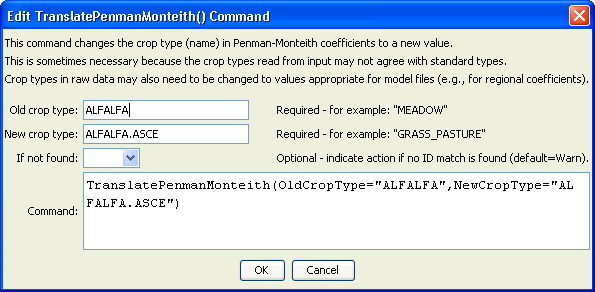 Edit TranslatePenmanMonteith() Command
This command changes the crop type (name) in Penman-Monteith coefficients to a new value.
This is sometimes necessary because the crop types read from input may not agree with standard types.
Crop types in raw data may also need to be changed to values appropriate for model files (e.g., for regional coefficients).
Old crop type: ALFALFA Required - for example: "MEADOW"
New crop type: ALFALFA.ASCE Required - for example: "GRASS_PASTURE"
If not found: Optional - indicate action if no ID match is found (default=Warn).
Command: TranslatePenmanMonteith(OldCropType="ALFALFA",NewCropType="AL
FALFA.ASCE")
OK Cancel